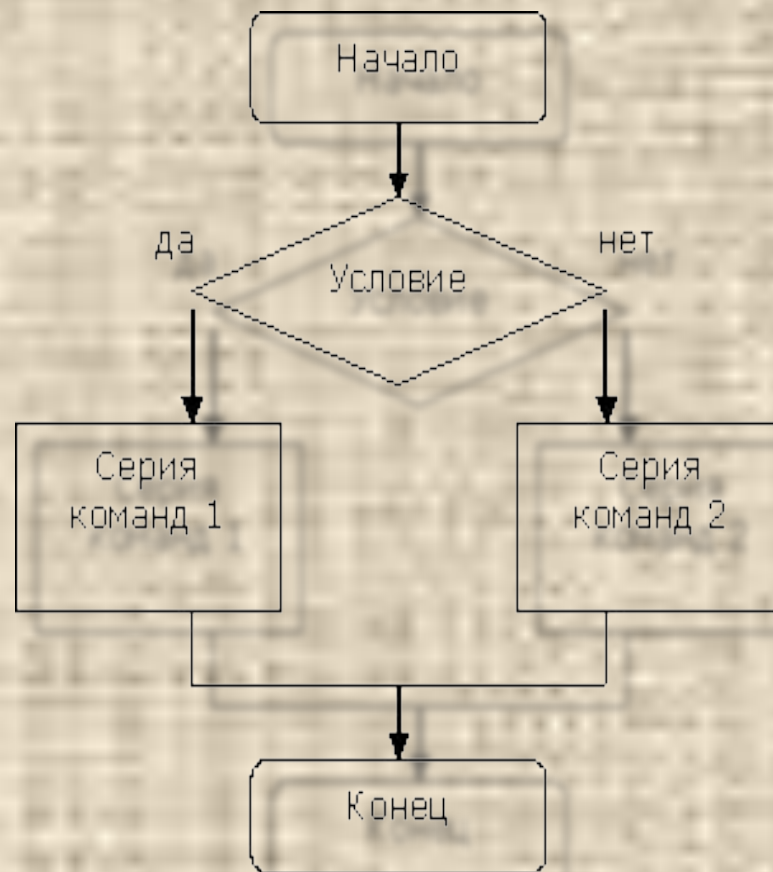 Начало
да
нет
Условие
Серия
команд 1
Серия
команд 2
Конец